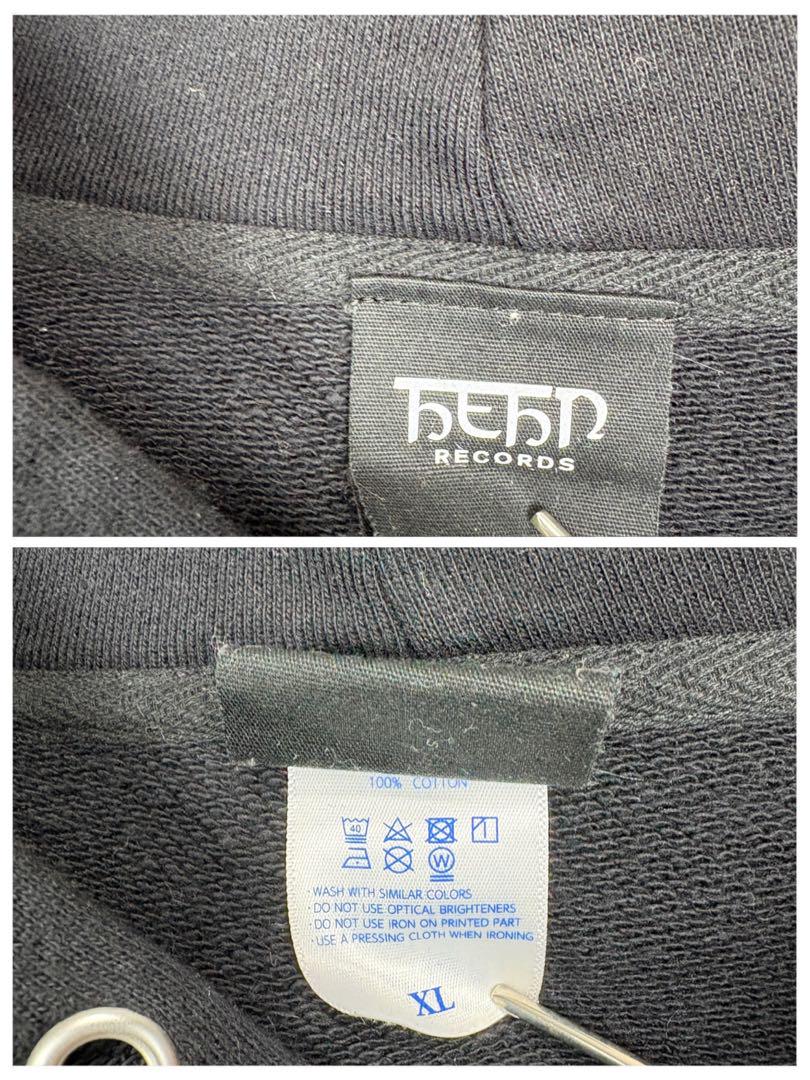 RECORDS
100% COTTON
40
W
· WASH WITH SIMILAR COLORS
· DO NOT USE OPTICAL BRIGHTENERS
· DO NOT USE IRON ON PRINTED PART
· USE A PRESSING CLOTH WHEN IRONING
XL